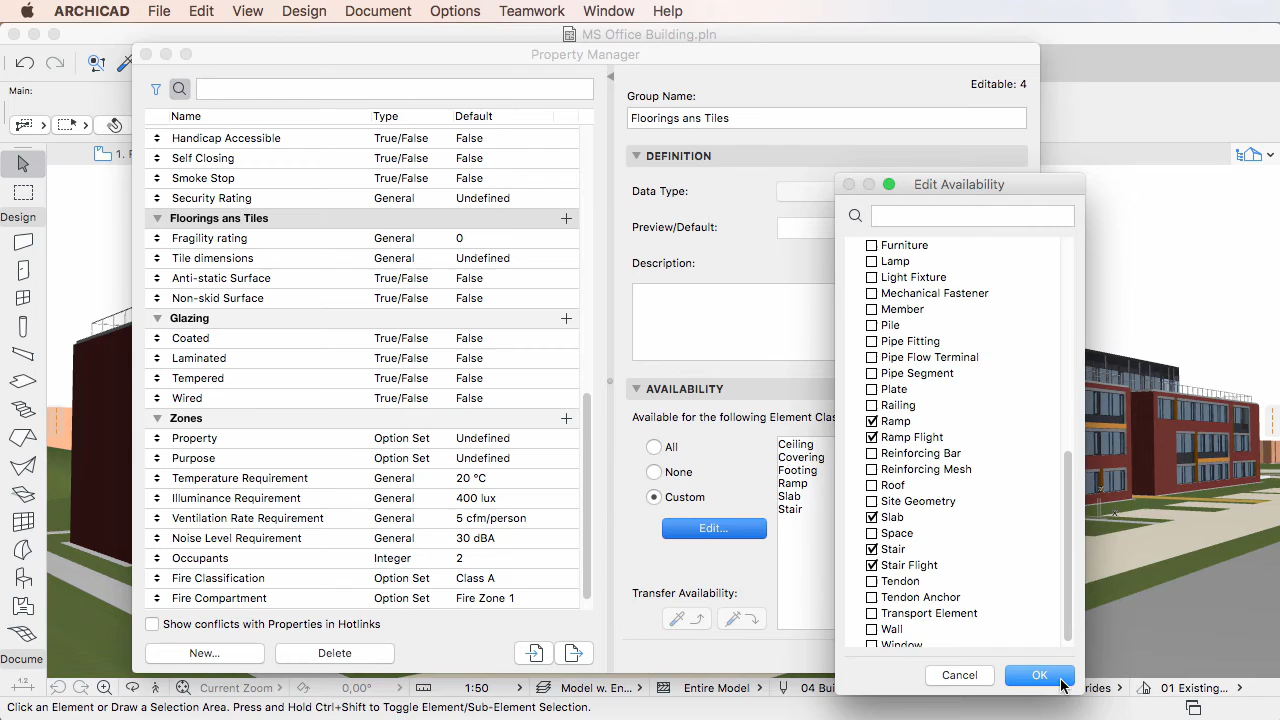 ARCHICAD File Edit View Design Document Options Teamwork Window Help
MS Office Building.pln
Property Manager
Main:
1.
Design
Docume
1.2
Name Type Default
Handicap Accessible True/False False
Self Closing True/False False
Smoke Stop True/False False
Security Rating General Undefined
Floorings ans Tiles
Fragility rating General 0
Tile dimensions General Undefined
Anti-static Surface True/False False
Non-skid Surface True/False False
Glazing
Coated True/False False
Laminated True/False False
Tempered True/False False
Wired True/False False
Zones
Property Option Set Undefined
Purpose Option Set Undefined
Temperature Requirement General 20 °C
Illuminance Requirement General 400 lux
Ventilation Rate Requirement General 5 cfm/person
Noise Level Requirement General 30 dBA
Occupants Integer 2
Fire Classification Option Set Class A
Fire Compartment Option Set Fire Zone 1
Show conflicts with Properties in Hotlinks
New... Delete
Editable: 4
Group Name:
Floorings ans Tiles
DEFINITION
Data Type:
Preview/Default:
Description:
AVAILABILITY
Available for the following Element Clas
All
None
Custom
Edit...
Ceiling
Covering
Footing
Ramp
Slab
Stair
Transfer Availability:
Edit Availability
Furniture
Lamp
Light Fixture
Mechanical Fastener
Member
Pile
Pipe Fitting
Pipe Flow Terminal
Pipe Segment
Plate
Railing
Ramp
Ramp Flight
Reinforcing Bar
Reinforcing Mesh
Roof
Site Geometry
Slab
Space
Stair
Stair Flight
Tendon
Tendon Anchor
Transport Element
Wall
Window
Cancel OK
Current Zoom 0.00° 1:50 Model w. En... Entire Model 04 Buil rides 01 Existing...
Click an Element or Draw a Selection Area. Press and Hold Ctrl+Shift to Toggle Element/Sub-Element Selection.